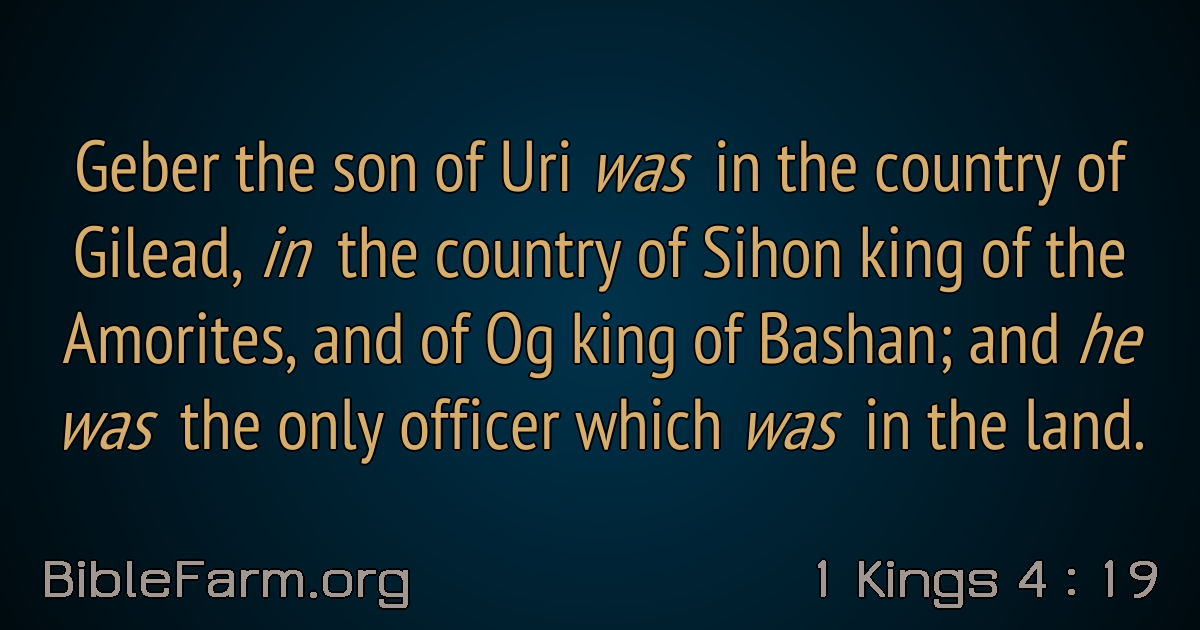 Geber the son of Uri was in the country of
Gilead, in the country of Sihon king of the
Amorites, and of Og king of Bashan; and he
was the only officer which was in the land.
BibleFarm.org
1 Kings 4 : 19